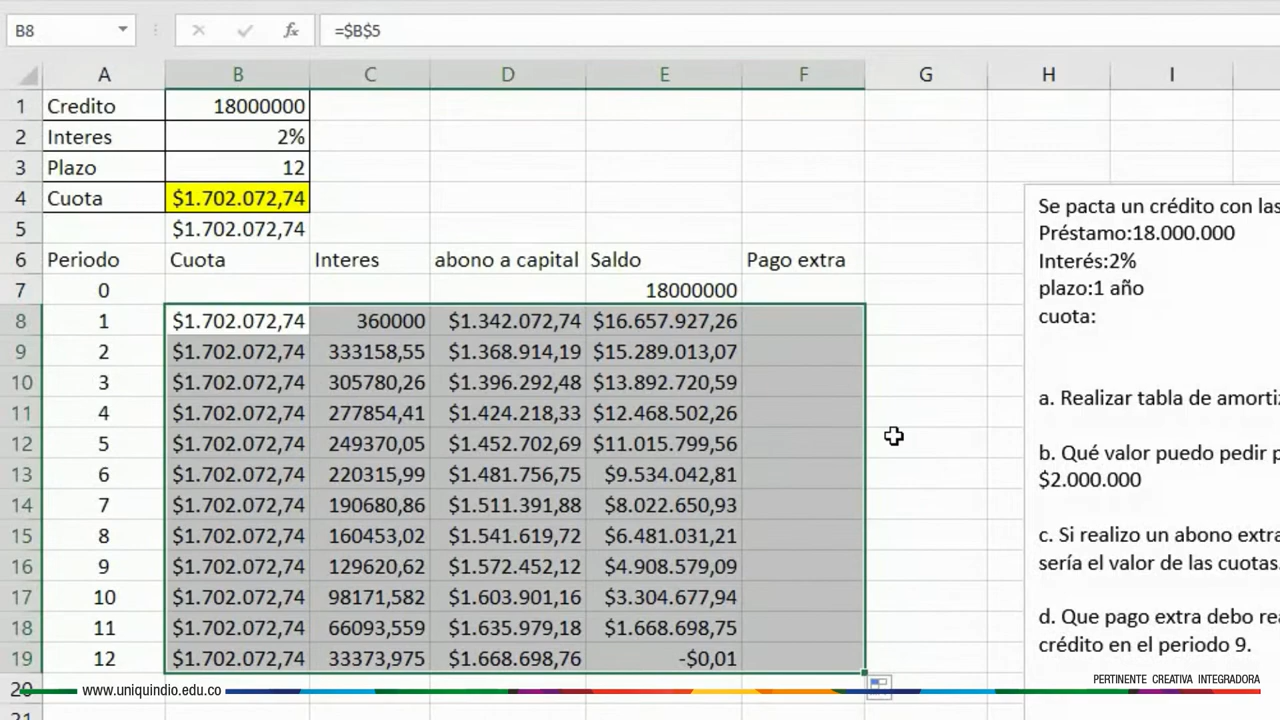 B8 =$B$5
A B C D E F G H I
1 Credito 18000000
2 Interes 2%
3 Plazo 12
4 Cuota $1.702.072,74
5 $1.702.072,74
6 Periodo Cuota Interes abono a capital Saldo Pago extra
7 0 18000000
8 1 $1.702.072,74 360000 $1.342.072,74 $16.657.927,26
9 2 $1.702.072,74 333158,55 $1.368.914,19 $15.289.013,07
10 3 $1.702.072,74 305780,26 $1.396.292,48 $13.892.720,59
11 4 $1.702.072,74 277854,41 $1.424.218,33 $12.468.502,26
12 5 $1.702.072,74 249370,05 $1.452.702,69 $11.015.799,56
13 6 $1.702.072,74 220315,99 $1.481.756,75 $9.534.042,81
14 7 $1.702.072,74 190680,86 $1.511.391,88 $8.022.650,93
15 8 $1.702.072,74 160453,02 $1.541.619,72 $6.481.031,21
16 9 $1.702.072,74 129620,62 $1.572.452,12 $4.908.579,09
17 10 $1.702.072,74 98171,582 $1.603.901,16 $3.304.677,94
18 11 $1.702.072,74 66093,559 $1.635.979,18 $1.668.698,75
19 12 $1.702.072,74 33373,975 $1.668.698,76 -$0,01
20
21
Se pacta un crédito con las
Préstamo:18.000.000
Interés:2%
plazo:1 año
cuota:
a. Realizar tabla de amorti
b. Qué valor puedo pedir p
$2.000.000
c. Si realizo un abono extra
sería el valor de las cuotas
d. Que pago extra debo rea
crédito en el periodo 9.
www.uniquindio.edu.co
PERTINENTE CREATIVA INTEGRADORA